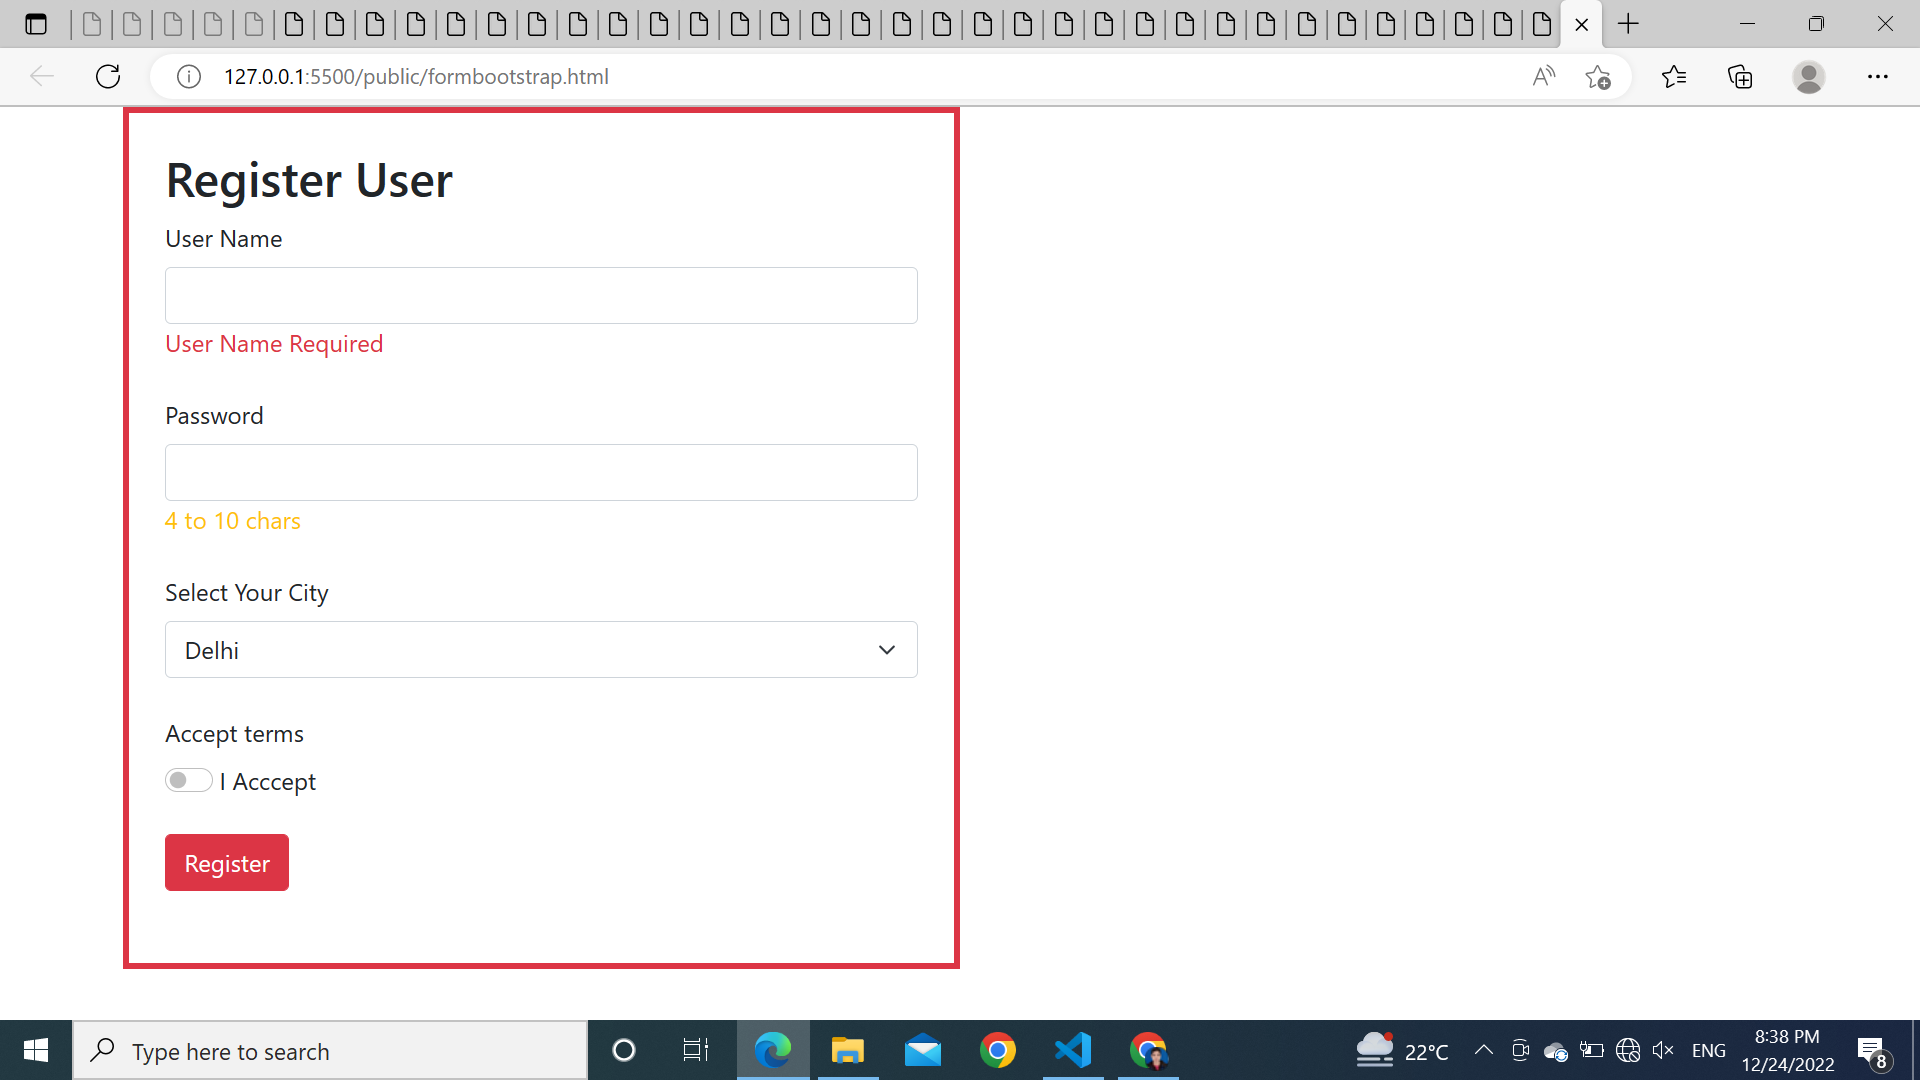 127.0.0.1:5500/public/formbootstrap.html
Register User
User Name
User Name Required
Password
4 to 10 chars
Select Your City
Delhi
Accept terms
I Acccept
Register
Type here to search
22°C
ENG
8:38 PM
12/24/2022
8